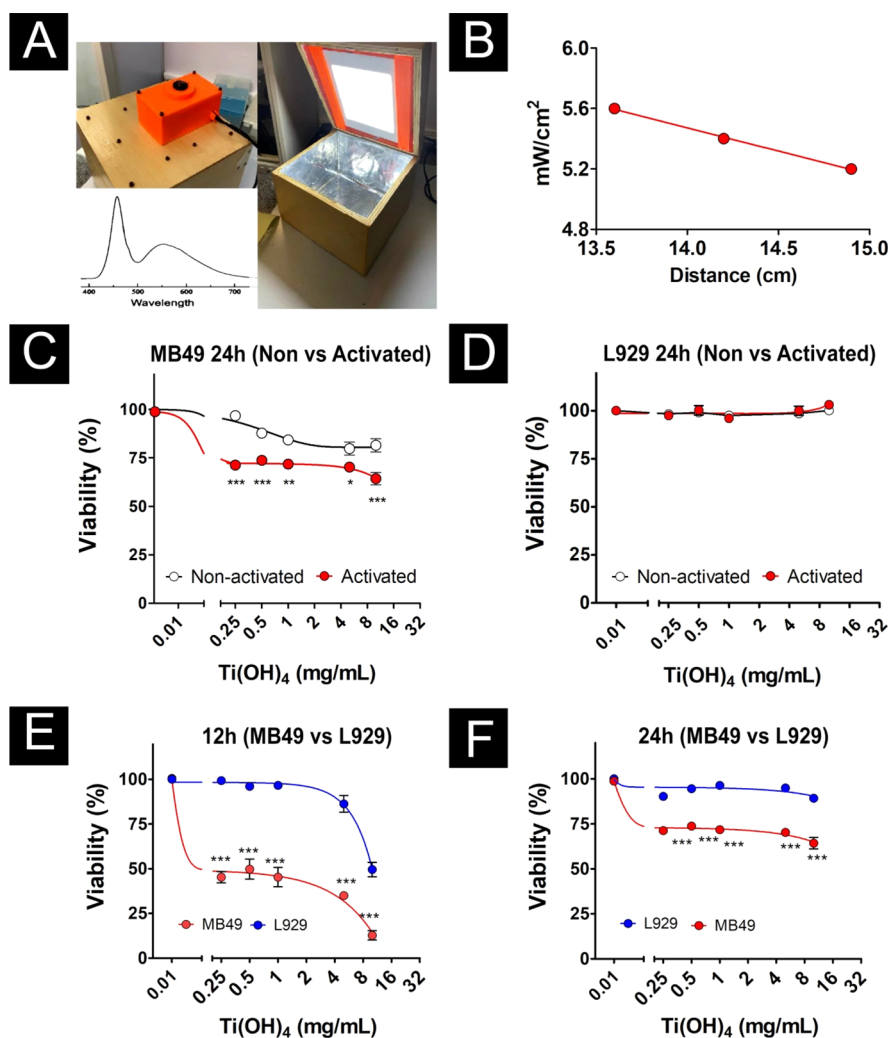 A
400 500 600 700
Wavelength
B
6.0
5.6
5.2
4.8
mW/cm²
13.5 14.0 14.5 15.0
Distance (cm)
C
MB49 24h (Non vs Activated)
100
75
50
25
0
Viability (%)
*** *** ** * ***
Non-activated Activated
0.01 0.25 0.5 1 2 4 8 16 32
Ti(OH)₄ (mg/mL)
D
L929 24h (Non vs Activated)
100
75
50
25
0
Viability (%)
Non-activated Activated
0.01 0.25 0.5 1 2 4 8 16 32
Ti(OH)₄ (mg/mL)
E
12h (MB49 vs L929)
100
75
50
25
0
Viability (%)
*** *** *** *** ***
MB49 L929
0.01 0.25 0.5 1 2 4 8 16 32
Ti(OH)₄ (mg/mL)
F
24h (MB49 vs L929)
100
75
50
25
0
Viability (%)
*** *** *** *** ***
L929 MB49
0.01 0.25 0.5 1 2 4 8 16 32
Ti(OH)₄ (mg/mL)